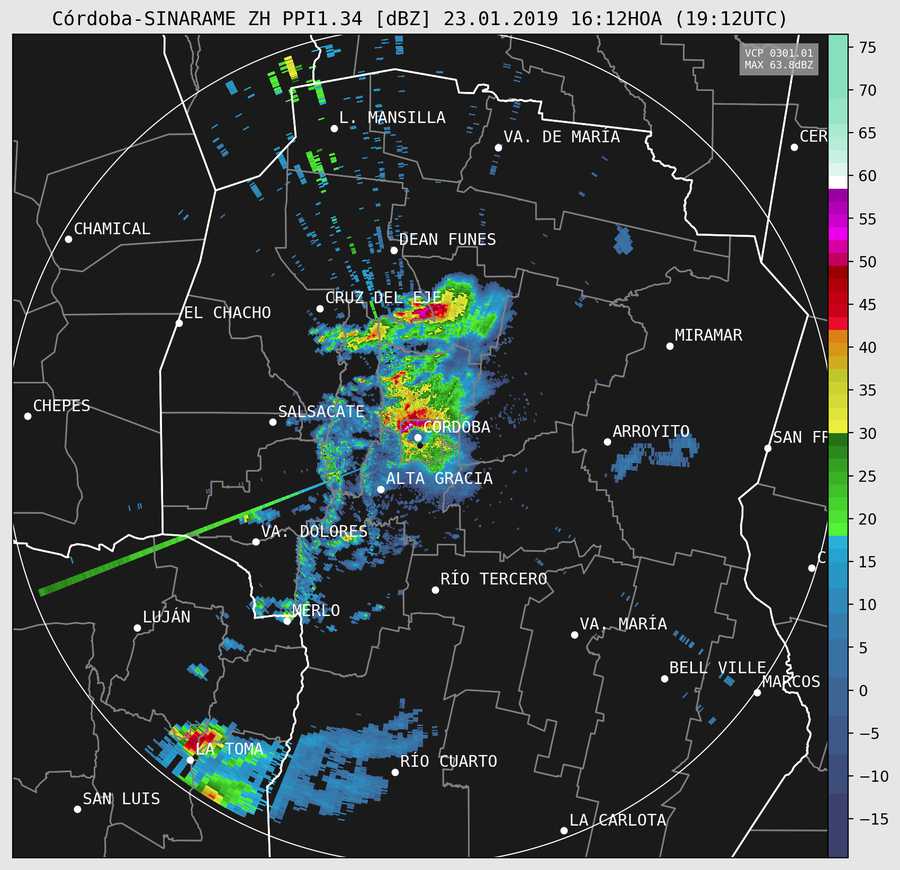 Córdoba-SINARAME ZH PPI1.34 [dBZ] 23.01.2019 16:12HOA (19:12UTC)
VCP 0301.01
MAX 63.8dBZ
75
70
65
60
55
50
45
40
35
30
25
20
15
10
5
0
−5
−10
−15
L. MANSILLA
VA. DE MARÍA
CER
CHAMICAL
DEAN FUNES
CRUZ DEL EJE
EL CHACHO
MIRAMAR
CHEPES
SALSACATE
CÓRDOBA
ARROYITO
SAN FR
ALTA GRACIA
VA. DOLORES
C
RÍO TERCERO
MERLO
LUJÁN
VA. MARÍA
BELL VILLE
MARCOS
LA TOMA
RÍO CUARTO
SAN LUIS
LA CARLOTA